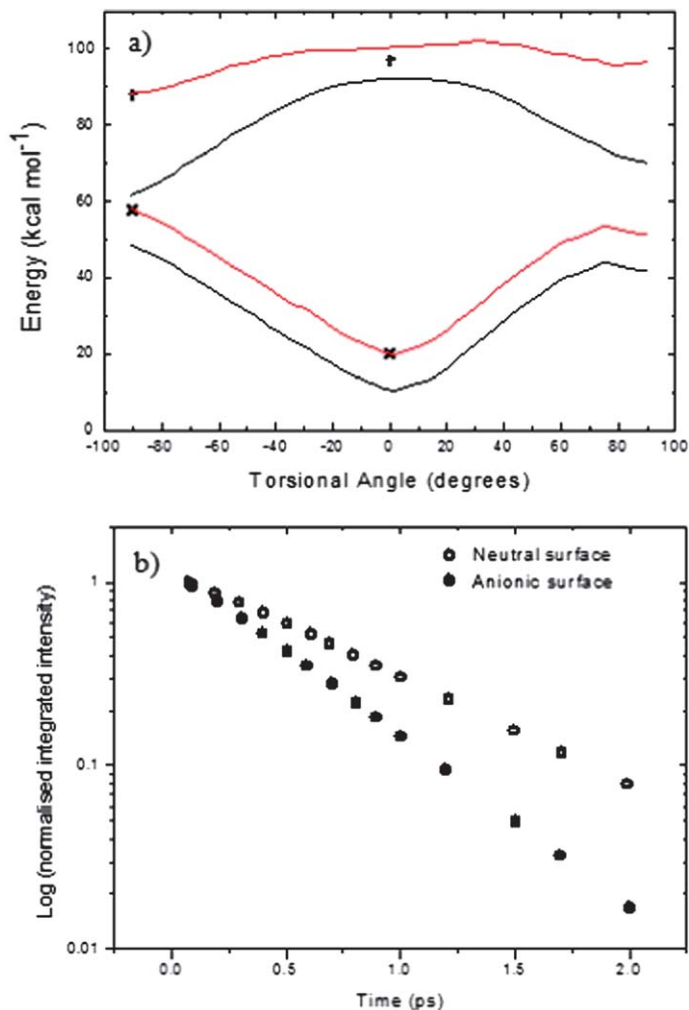 a)
100
80
60
40
20
0
Energy (kcal mol-1)
-100 -80 -60 -40 -20 0 20 40 60 80 100
Torsional Angle (degrees)
b)
Neutral surface
Anionic surface
1
0.1
0.01
Log (normalised integrated intensity)
0.0 0.5 1.0 1.5 2.0
Time (ps)